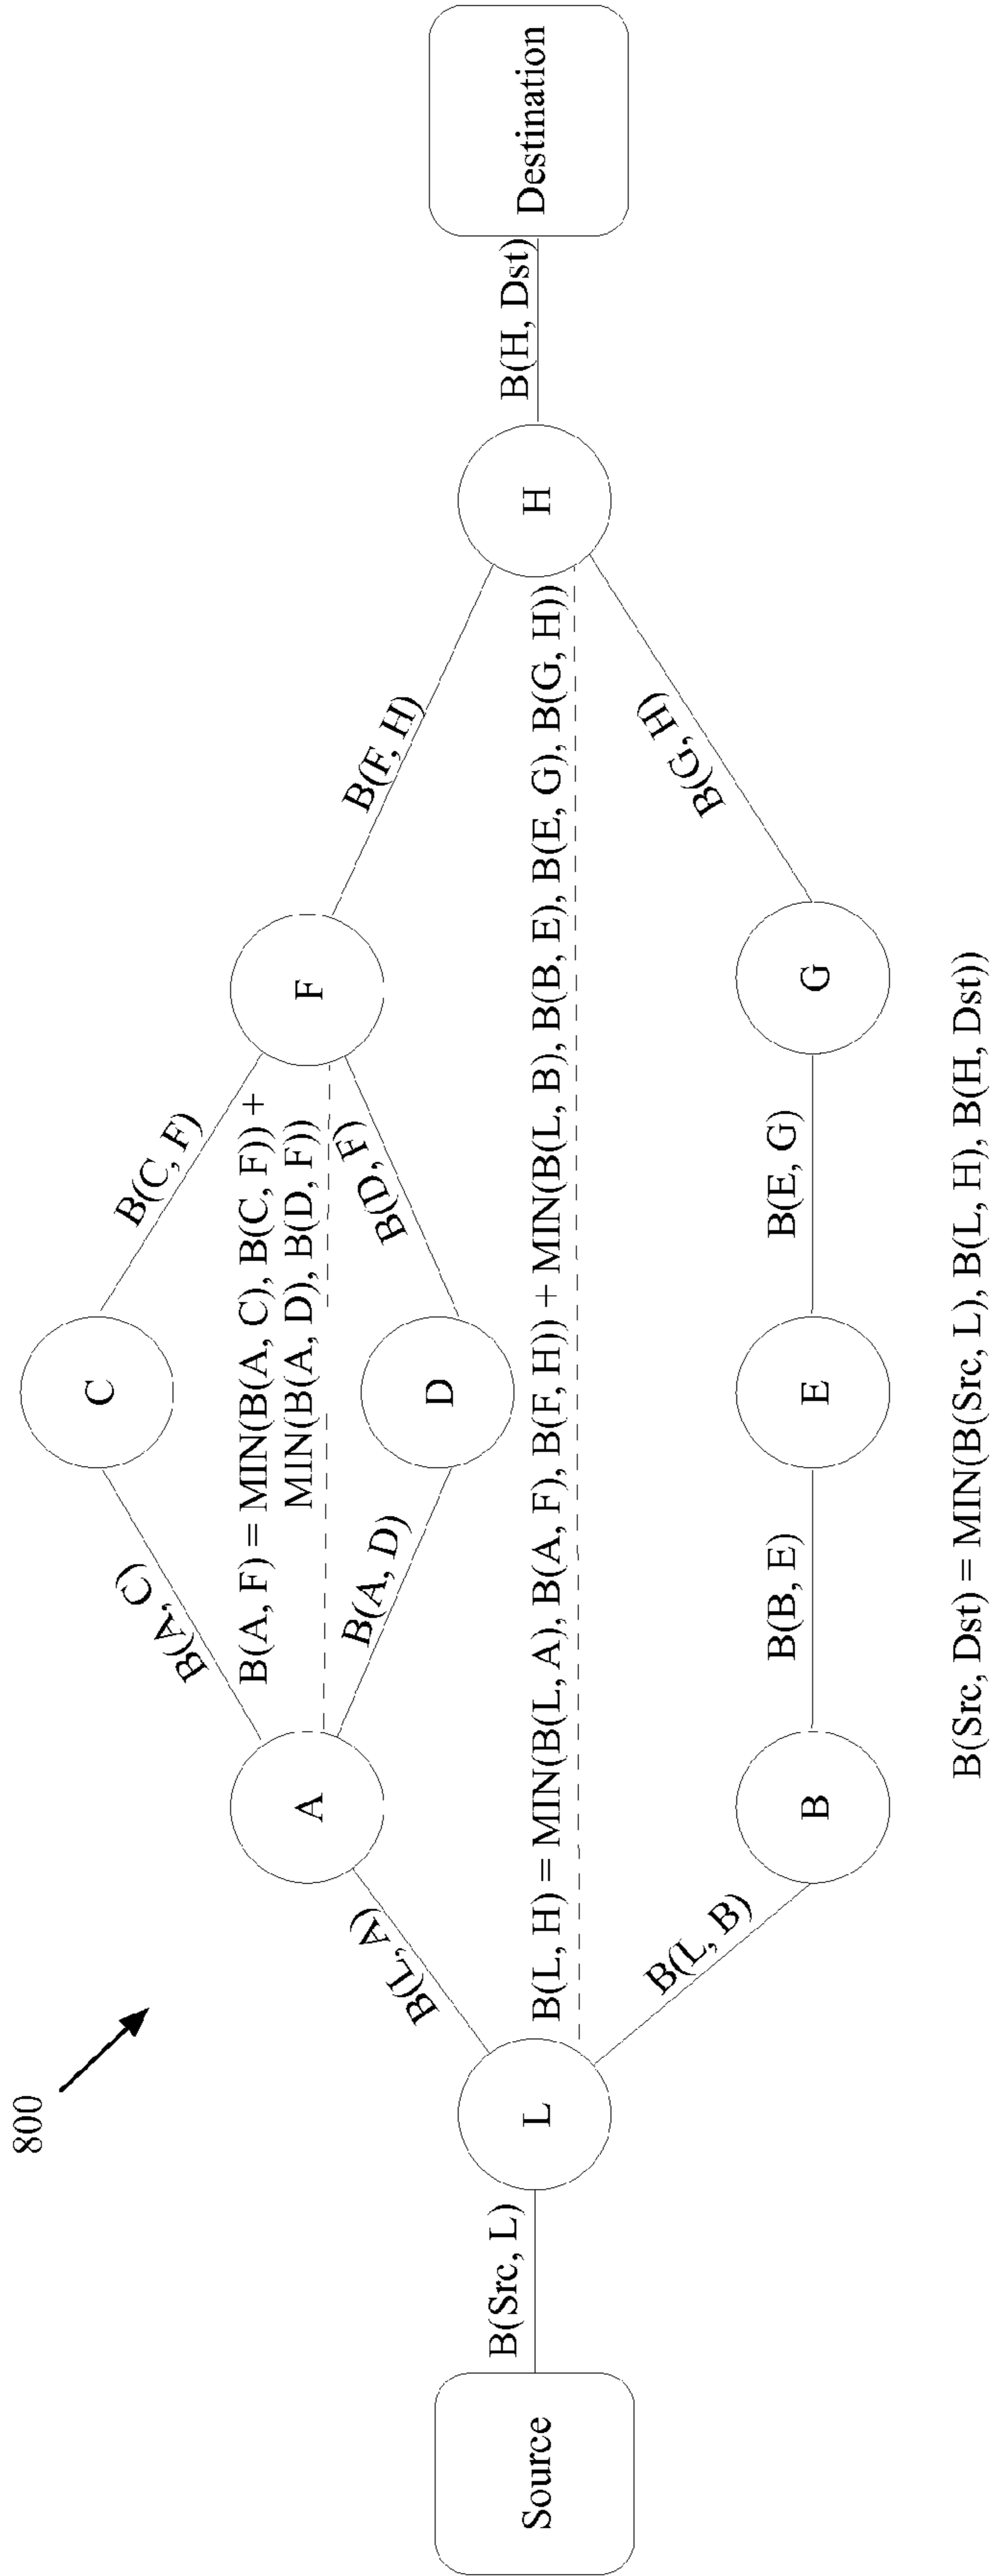 800
C
B(A, C)
B(C, F)
A
B(A, F) = MIN(B(A, C), B(C, F)) +
MIN(B(A, D), B(D, F))
F
B(A, D)
B(D, F)
D
B(L, A)
B(F, H)
Source
B(Src, L)
L
B(L, H) = MIN(B(L, A), B(A, F), B(F, H)) + MIN(B(L, B), B(B, E), B(E, G), B(G, H))
H
B(H, Dst)
Destination
B(L, B)
B(G, H)
B
B(B, E)
E
B(E, G)
G
B(Src, Dst) = MIN(B(Src, L), B(L, H), B(H, Dst))